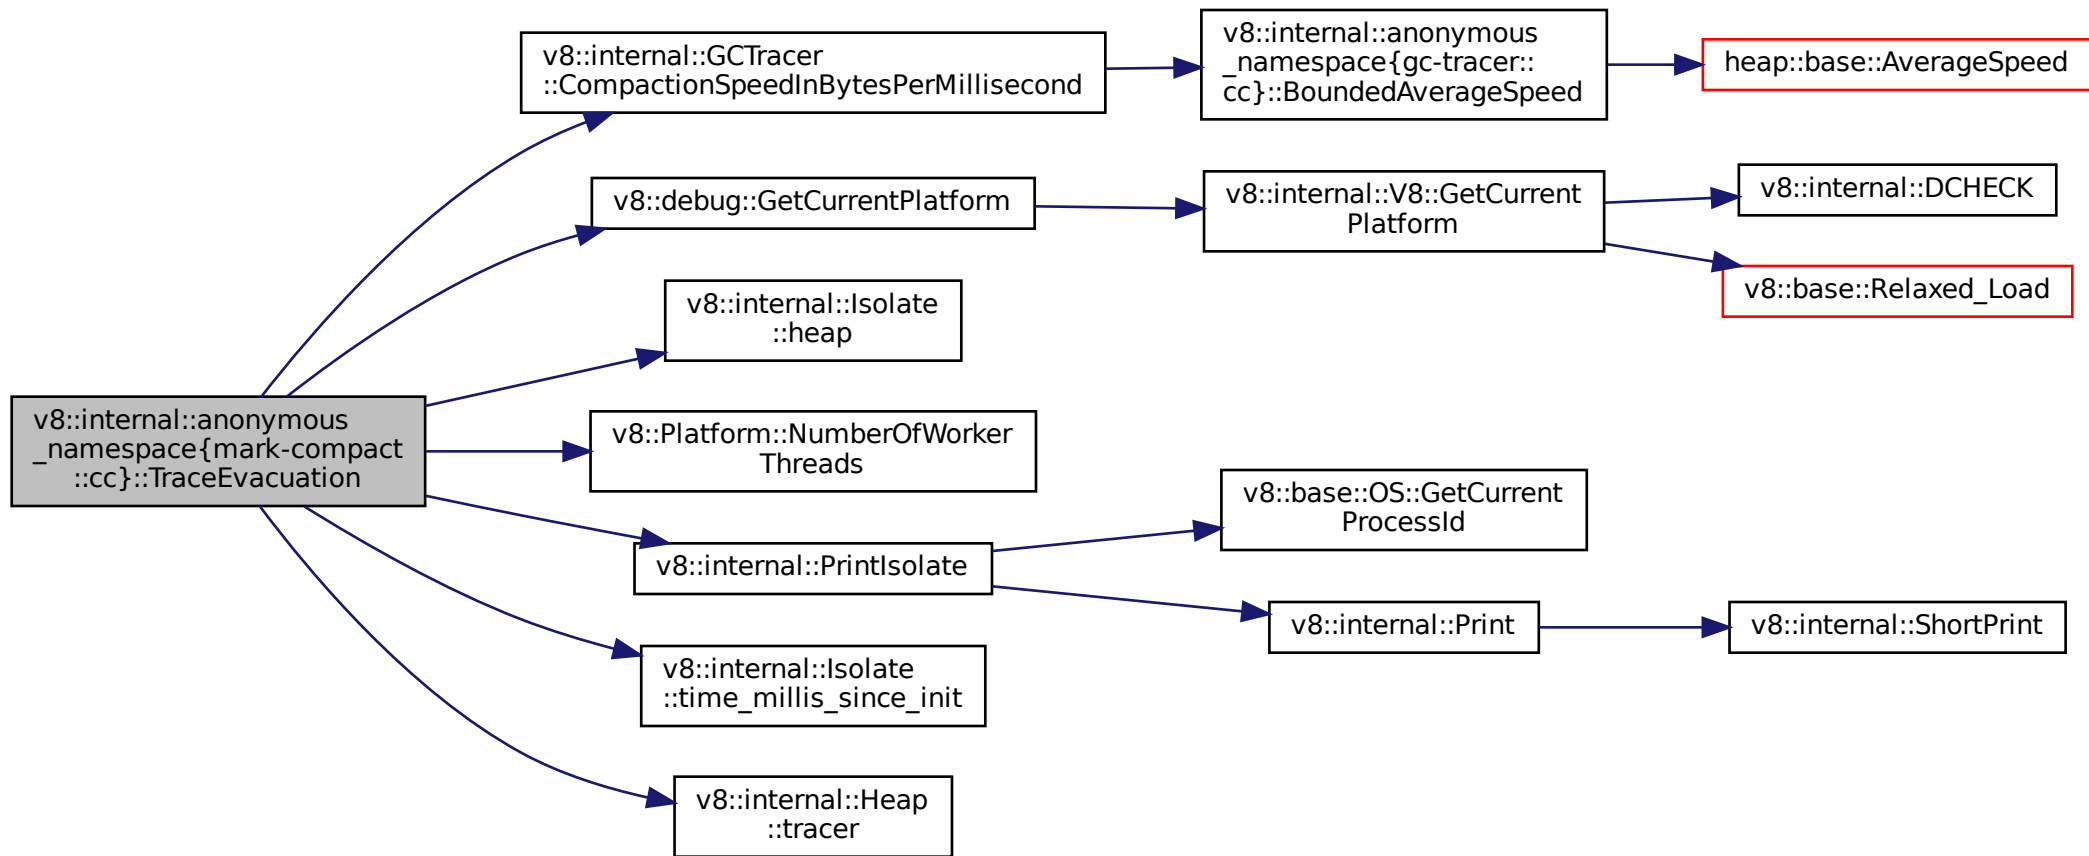 v8::internal::anonymous
_namespace{mark-compact
::cc}::TraceEvacuation
v8::internal::GCTracer
::CompactionSpeedInBytesPerMillisecond
v8::internal::anonymous
_namespace{gc-tracer::
cc}::BoundedAverageSpeed
heap::base::AverageSpeed
v8::debug::GetCurrentPlatform
v8::internal::V8::GetCurrent
Platform
v8::internal::DCHECK
v8::base::Relaxed_Load
v8::internal::Isolate
::heap
v8::Platform::NumberOfWorker
Threads
v8::internal::PrintIsolate
v8::base::OS::GetCurrent
ProcessId
v8::internal::Print
v8::internal::ShortPrint
v8::internal::Isolate
::time_millis_since_init
v8::internal::Heap
::tracer